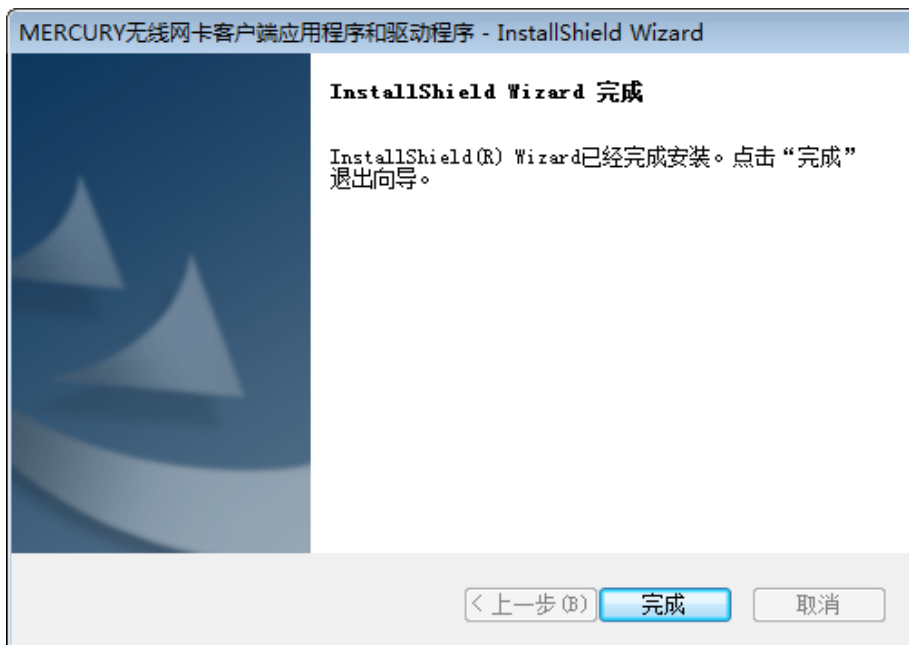 MERCURY无线网卡客户端应用程序和驱动程序 - InstallShield Wizard
InstallShield Wizard 完成
InstallShield(R) Wizard已经完成安装。点击“完成”
退出向导。
< 上一步(B)
完成
取消